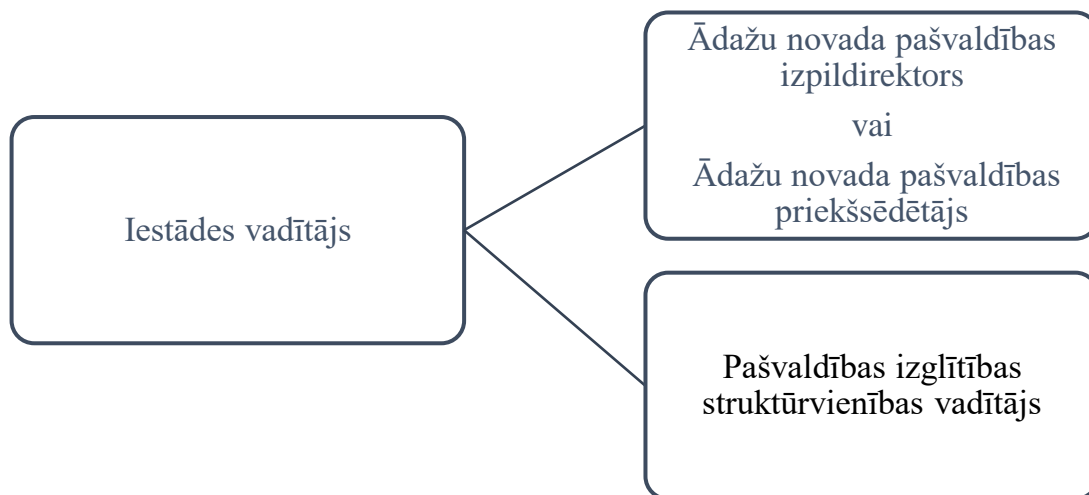 Ādažu novada pašvaldības
izpildirektors
vai
Ādažu novada pašvaldības
priekšsēdētājs
Iestādes vadītājs
Pašvaldības izglītības
struktūrvienības vadītājs